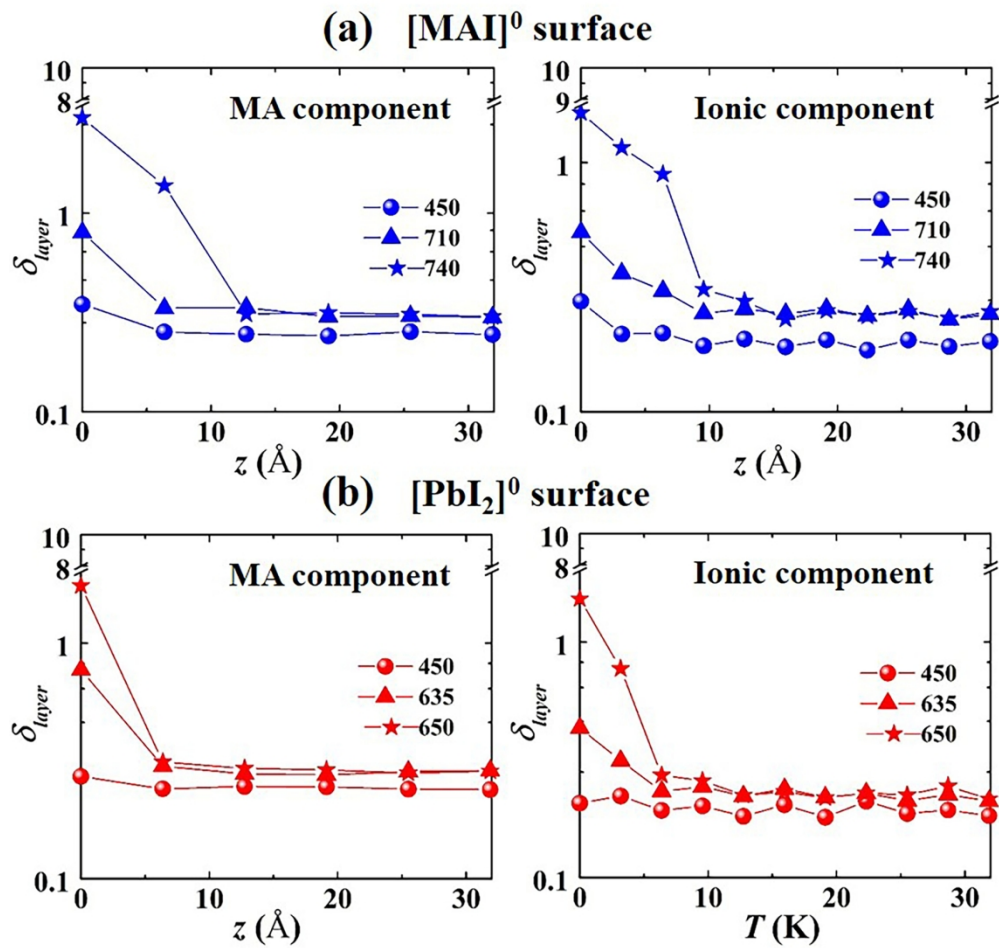 (a) [MAI]⁰ surface
10
8
1
0.1
δlayer
MA component
450
710
740
0 10 20 30
z (Å)
10
9
1
0.1
Ionic component
450
710
740
0 10 20 30
z (Å)
(b) [PbI₂]⁰ surface
10
8
1
0.1
δlayer
MA component
450
635
650
0 10 20 30
z (Å)
10
8
1
0.1
δlayer
Ionic component
450
635
650
0 10 20 30
T (K)